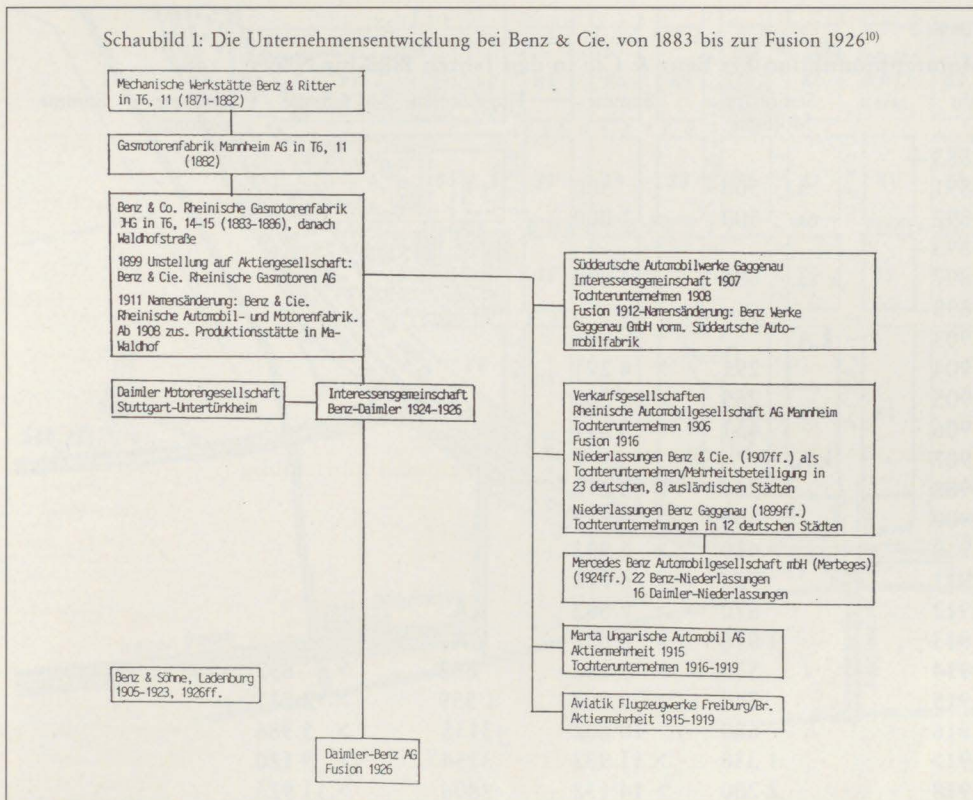 Schaubild 1: Die Unternehmensentwicklung bei Benz & Cie. von 1883 bis zur Fusion 1926¹⁰⁾
Mechanische Werkstätte Benz & Ritter
in T6, 11 (1871-1882)
Gasmotorenfabrik Mannheim AG in T6, 11
(1882)
Benz & Co. Rheinische Gasmotorenfabrik
OHG in T6, 14-15 (1883-1886), danach
Waldhofstraße
1899 Umstellung auf Aktiengesellschaft:
Benz & Cie. Rheinische Gasmotoren AG
1911 Namensänderung: Benz & Cie.
Rheinische Automobil- und Motorenfabrik.
Ab 1908 zus. Produktionsstätte in Ma-
Waldhof
Süddeutsche Automobilwerke Gaggenau
Interessensgemeinschaft 1907
Tochterunternehmen 1908
Fusion 1912-Namensänderung: Benz Werke
Gaggenau GmbH vorm. Süddeutsche Auto-
mobilfabrik
Daimler Motorengesellschaft
Stuttgart-Untertürkheim
Interessensgemeinschaft
Benz-Daimler 1924-1926
Verkaufsgesellschaften
Rheinische Automobilgesellschaft AG Mannheim
Tochterunternehmen 1906
Fusion 1916
Niederlassungen Benz & Cie. (1907ff.) als
Tochterunternehmen/Mehrheitsbeteiligung in
23 deutschen, 8 ausländischen Städten
Niederlassungen Benz Gaggenau (1899ff.)
Tochterunternehmungen in 12 deutschen Städten
Mercedes Benz Automobilgesellschaft mbH (Merbeges)
(1924ff.) 22 Benz-Niederlassungen
16 Daimler-Niederlassungen
Marta Ungarische Automobil AG
Aktienmehrheit 1915
Tochterunternehmen 1916-1919
Benz & Söhne, Ladenburg
1905-1923, 1926ff.
Aviatik Flugzeugwerke Freiburg/Br.
Aktienmehrheit 1915-1919
Daimler-Benz AG
Fusion 1926